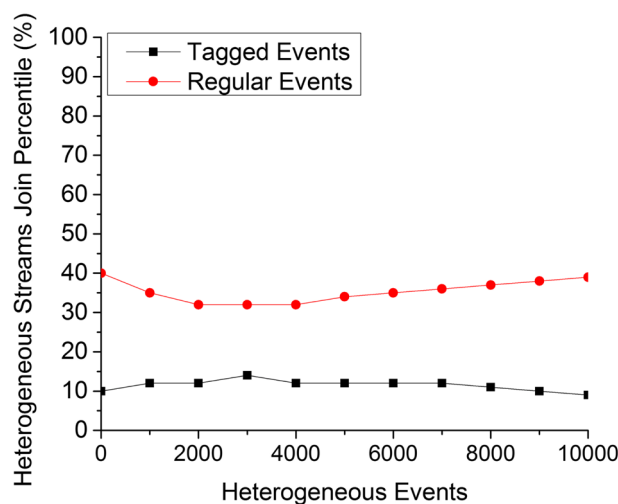 Heterogeneous Streams Join Percentile (%)
100
90
80
70
60
50
40
30
20
10
0
Tagged Events
Regular Events
0 2000 4000 6000 8000 10000
Heterogeneous Events